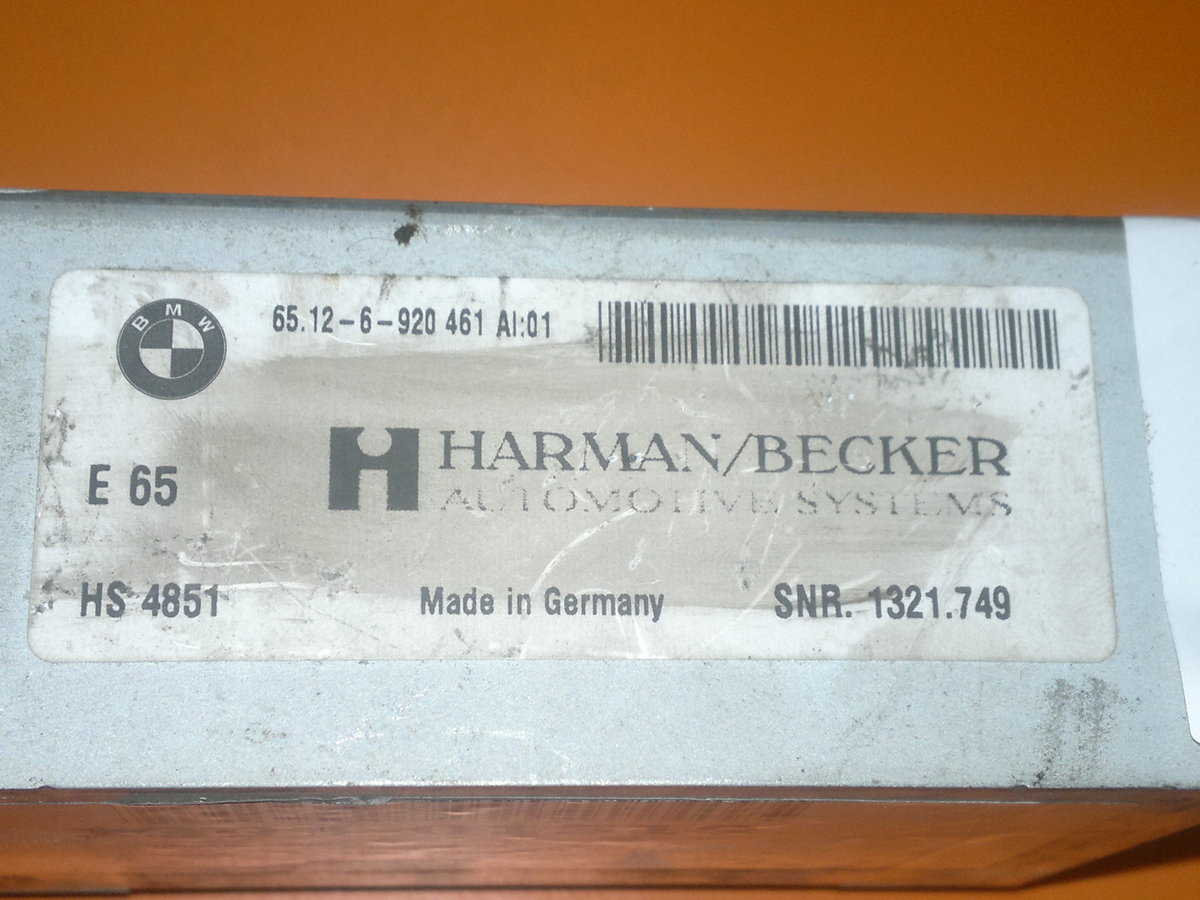 BMW
65.12-6-920 461 AI:01
HARMAN/BECKER
AUTOMOTIVE SYSTEMS
E 65
HS 4851
Made in Germany
SNR. 1321.749